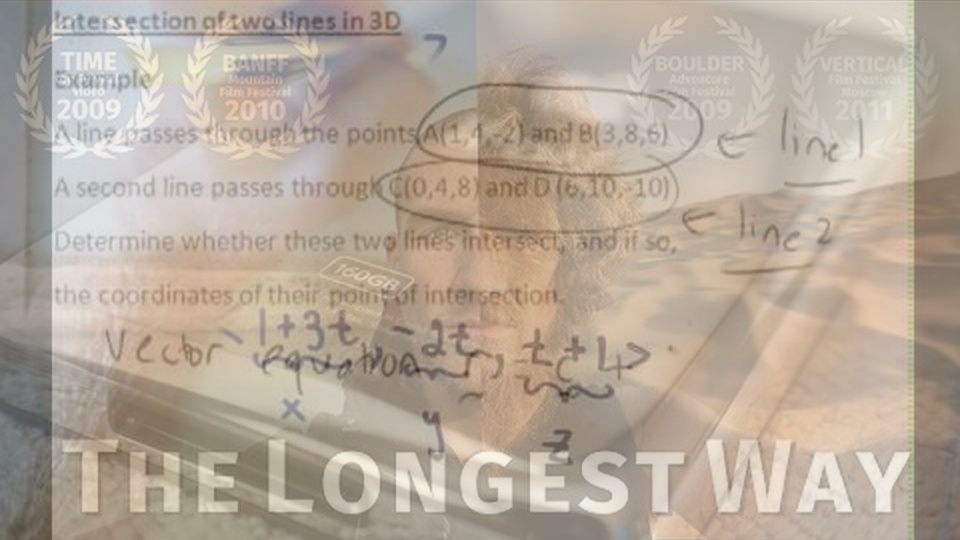 Intersection of two lines in 3D
TIME
Video
2009
BANFF
Mountain
Film Festival
2010
BOULDER
Adventure
Film Festival
2009
VERTICAL
Film Festival
Moscow
2011
Example
A line passes through the points A(1,4,-2) and B(3,8,6)
← line 1
A second line passes through C(0,4,8) and D (6,10,-10)
← line 2
Determine whether these two lines intersect, and if so,
the coordinates of their point of intersection.
160GB
Vector equation
1+3t, -2t, t+4>
x
y
z
THE LONGEST WAY